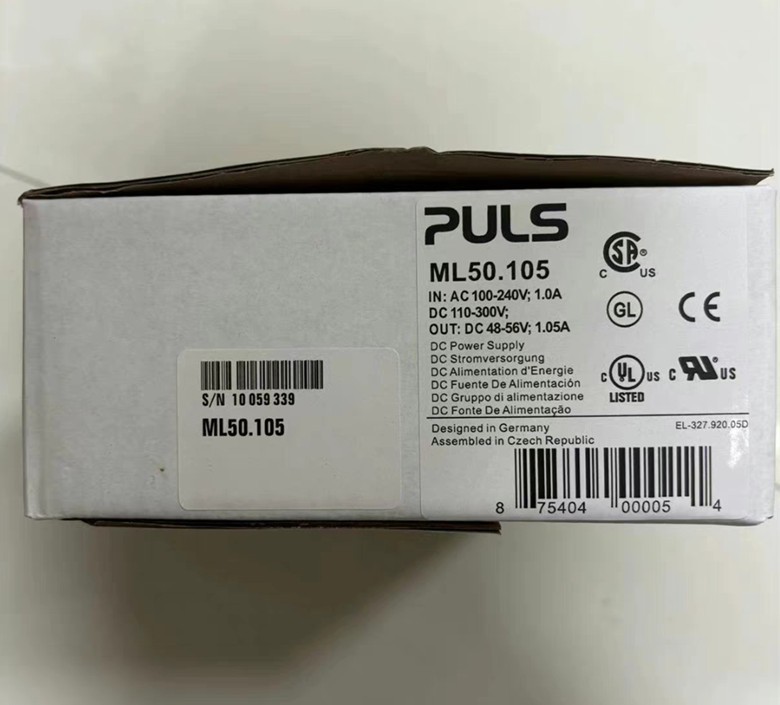 PULS
ML50.105
IN: AC 100-240V; 1.0A
DC 110-300V;
OUT: DC 48-56V; 1.05A
DC Power Supply
DC Stromversorgung
DC Alimentation d'Energie
DC Fuente De Alimentación
DC Gruppo di alimentazione
DC Fonte De Alimentação
Designed in Germany
Assembled in Czech Republic
EL-327.920.05D
C SA ® US
GL
CE
C UL US
LISTED
C RU US
8 75404 00005 4
S/N 10 059 339
ML50.105